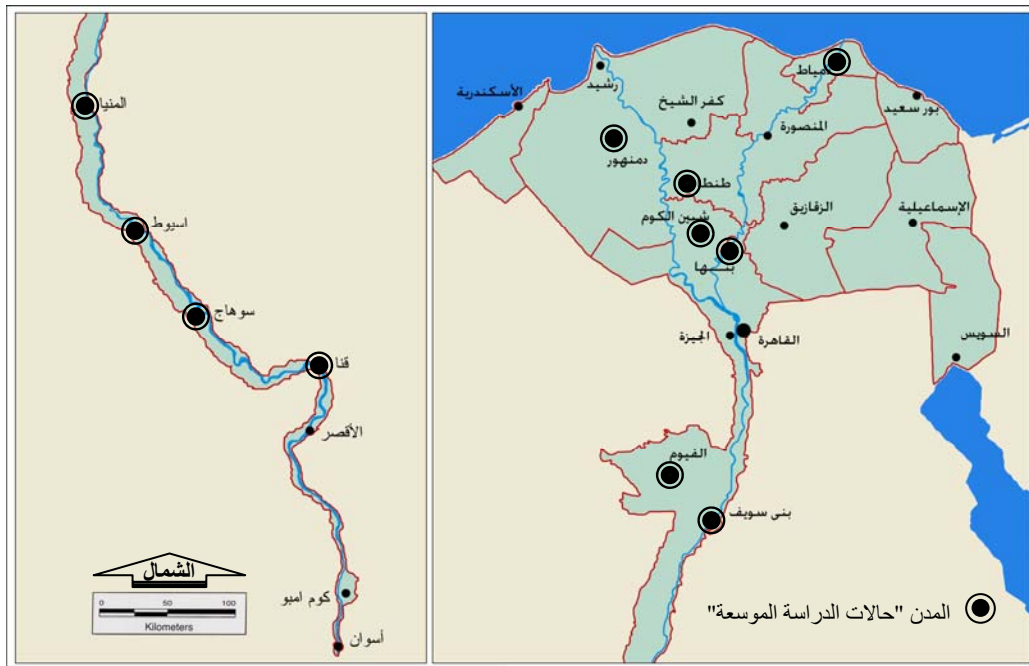 المنيا
اسيوط
سوهاج
قنا
الأقصر
كوم امبو
أسوان
الشمال
0 50 100
Kilometers
دمياط
رشيد
الأسكندرية
بور سعيد
كفر الشيخ
المنصورة
دمنهور
طنطا
شبين الكوم
الزقازيق
الإسماعيلية
بنها
الجيزة
القاهرة
السويس
الفيوم
بنى سويف
المدن "حالات الدراسة الموسعة"